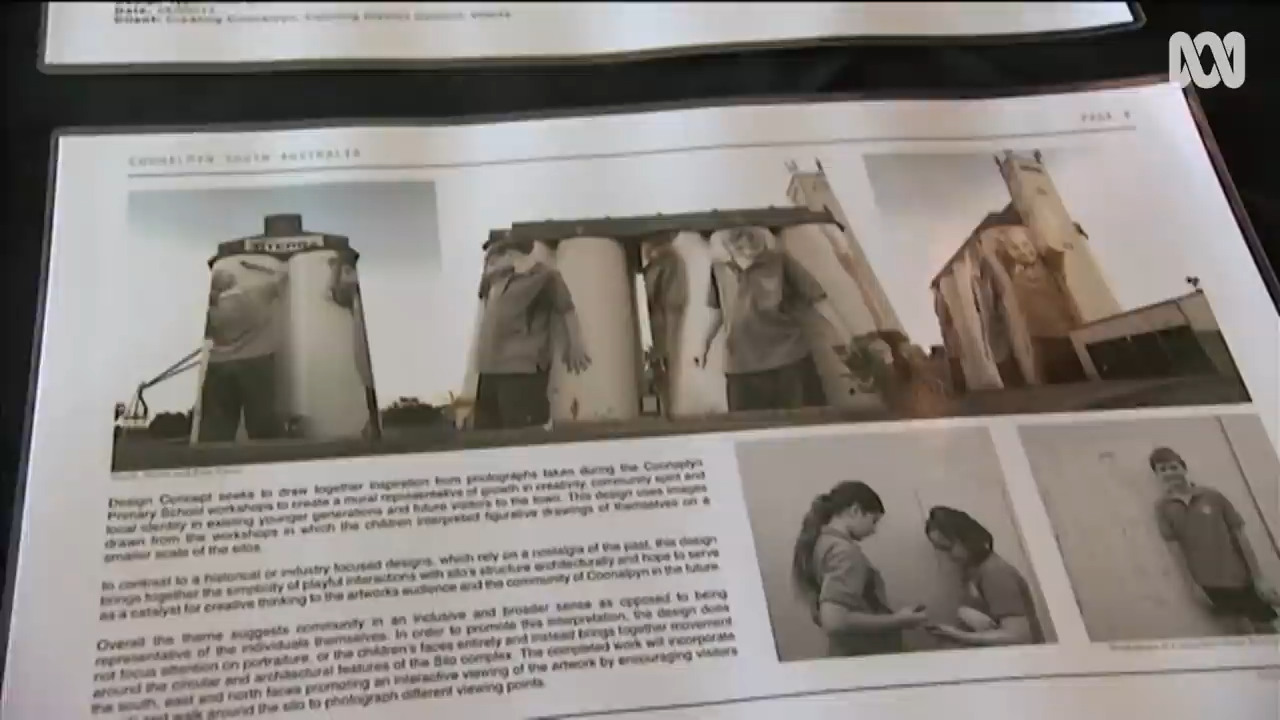 COONALPYN SOUTH AUSTRALIA
PAGE
VITERRA
Design Concept seeks to draw together inspiration from photographs taken during the Coonalpyn
Primary School workshops to create a mural representative of growth in creativity, community spirit and
local identity in existing younger generations and future visitors to the town. This design uses images
drawn from the workshops in which the children interpreted figurative drawings of themselves on a
smaller scale of the silos.
In contrast to a historical or industry focused designs, which rely on a nostalgia of the past, this design
brings together the simplicity of playful interactions with silo's structure architecturally and hope to serve
as a catalyst for creative thinking to the artworks audience and the community of Coonalpyn in the future.
Overall the theme suggests community in an inclusive and broader sense as opposed to being
representative of the individuals themselves. In order to promote this interpretation, the design does
not focus attention on portraiture, or the children's faces entirely and instead brings together movement
around the circular and architectural features of the Silo complex. The completed work will incorporate
the south, east and north faces promoting an interactive viewing of the artwork by encouraging visitors
and walk around the silo to photograph different viewing points.